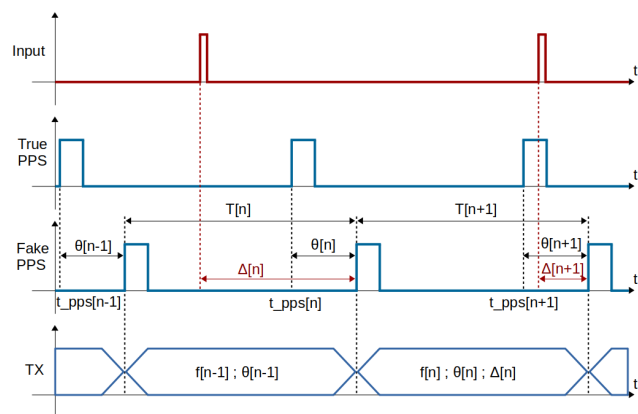 Input
t
True
PPS
t
T[n]
T[n+1]
Fake
PPS
θ[n-1]
θ[n]
θ[n+1]
Δ[n]
Δ[n+1]
t
t_pps[n-1]
t_pps[n]
t_pps[n+1]
TX
f[n-1] ; θ[n-1]
f[n] ; θ[n] ; Δ[n]
t